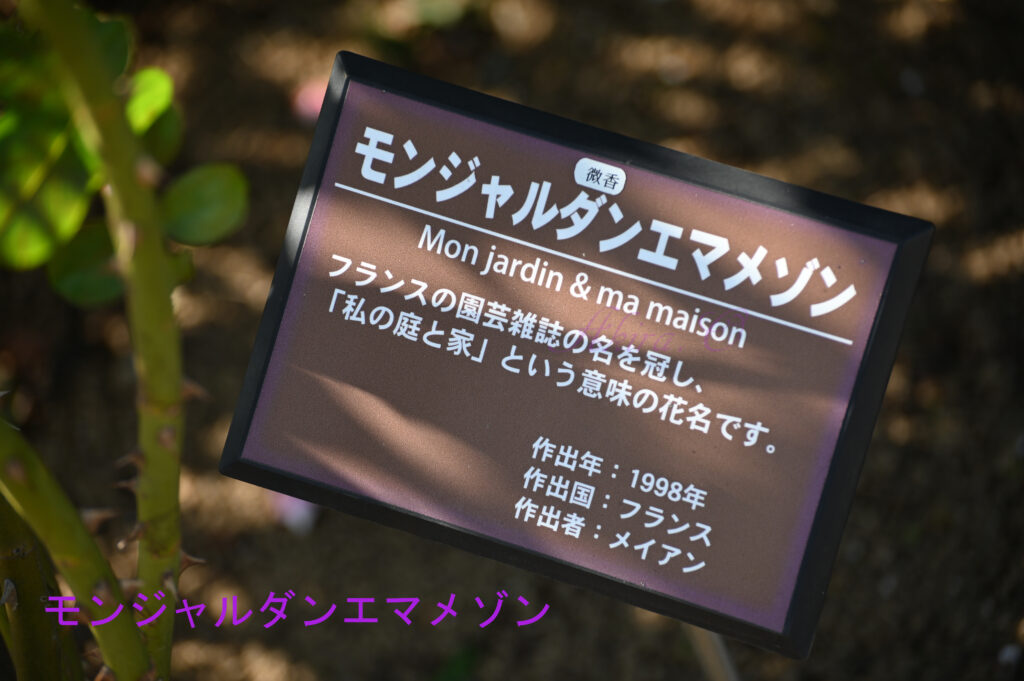 微香
モンジャルダンエマメゾン
Mon jardin & ma maison
フランスの園芸雑誌の名を冠し、
「私の庭と家」という意味の花名です。
作出年：1998年
作出国：フランス
作出者：メイアン
モンジャルダンエマメゾン